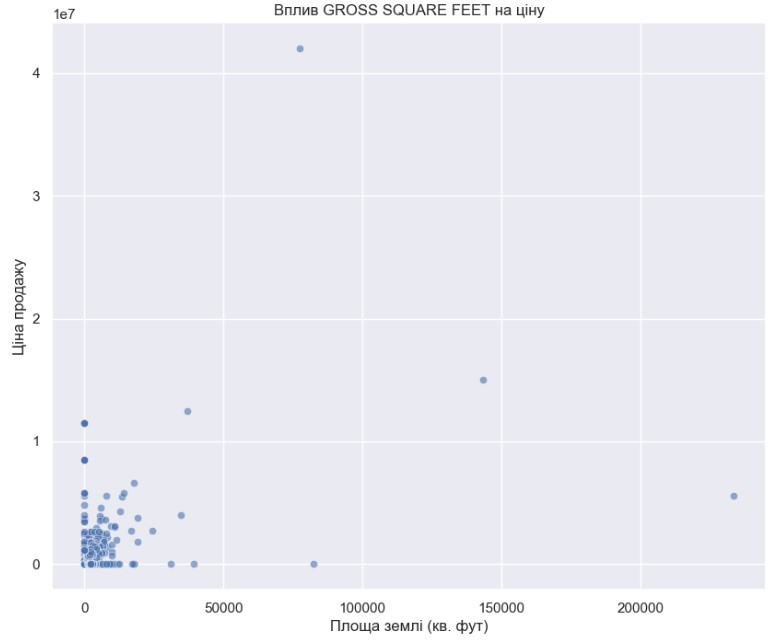 Вплив GROSS SQUARE FEET на ціну
1e7
4
3
2
1
0
Ціна продажу
0 50000 100000 150000 200000
Площа землі (кв. фут)